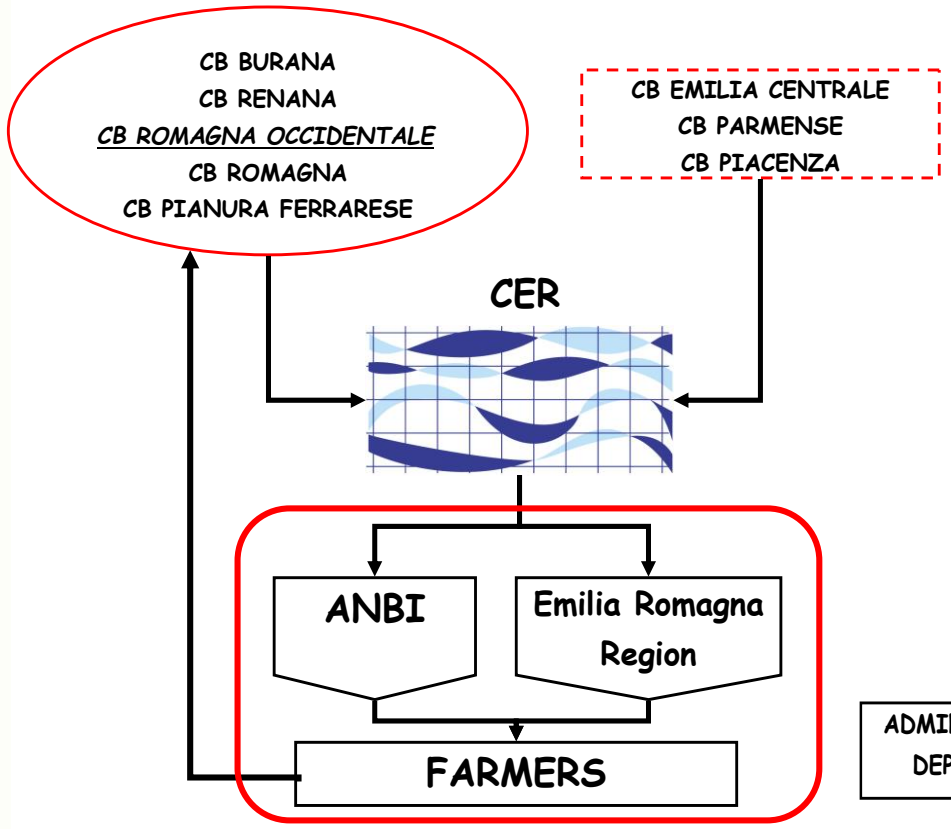 CB BURANA
CB RENANA
CB ROMAGNA OCCIDENTALE
CB ROMAGNA
CB PIANURA FERRARESE
CB EMILIA CENTRALE
CB PARMENSE
CB PIACENZA
CER
ANBI
Emilia Romagna
Region
FARMERS